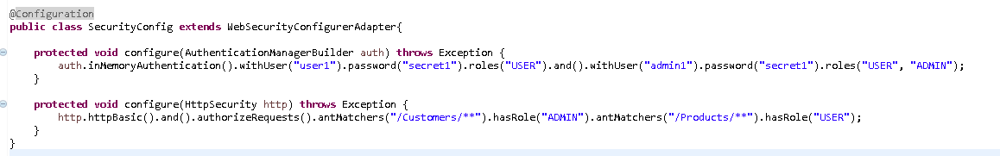 @Configuration
public class SecurityConfig extends WebSecurityConfigurerAdapter{
protected void configure(AuthenticationManagerBuilder auth) throws Exception {
auth.inMemoryAuthentication().withUser("user1").password("secret1").roles("USER").and().withUser("admin1").password("secret1").roles("USER", "ADMIN");
}
protected void configure(HttpSecurity http) throws Exception {
http.httpBasic().and().authorizeRequests().antMatchers("/Customers/**").hasRole("ADMIN").antMatchers("/Products/**").hasRole("USER");
}
}